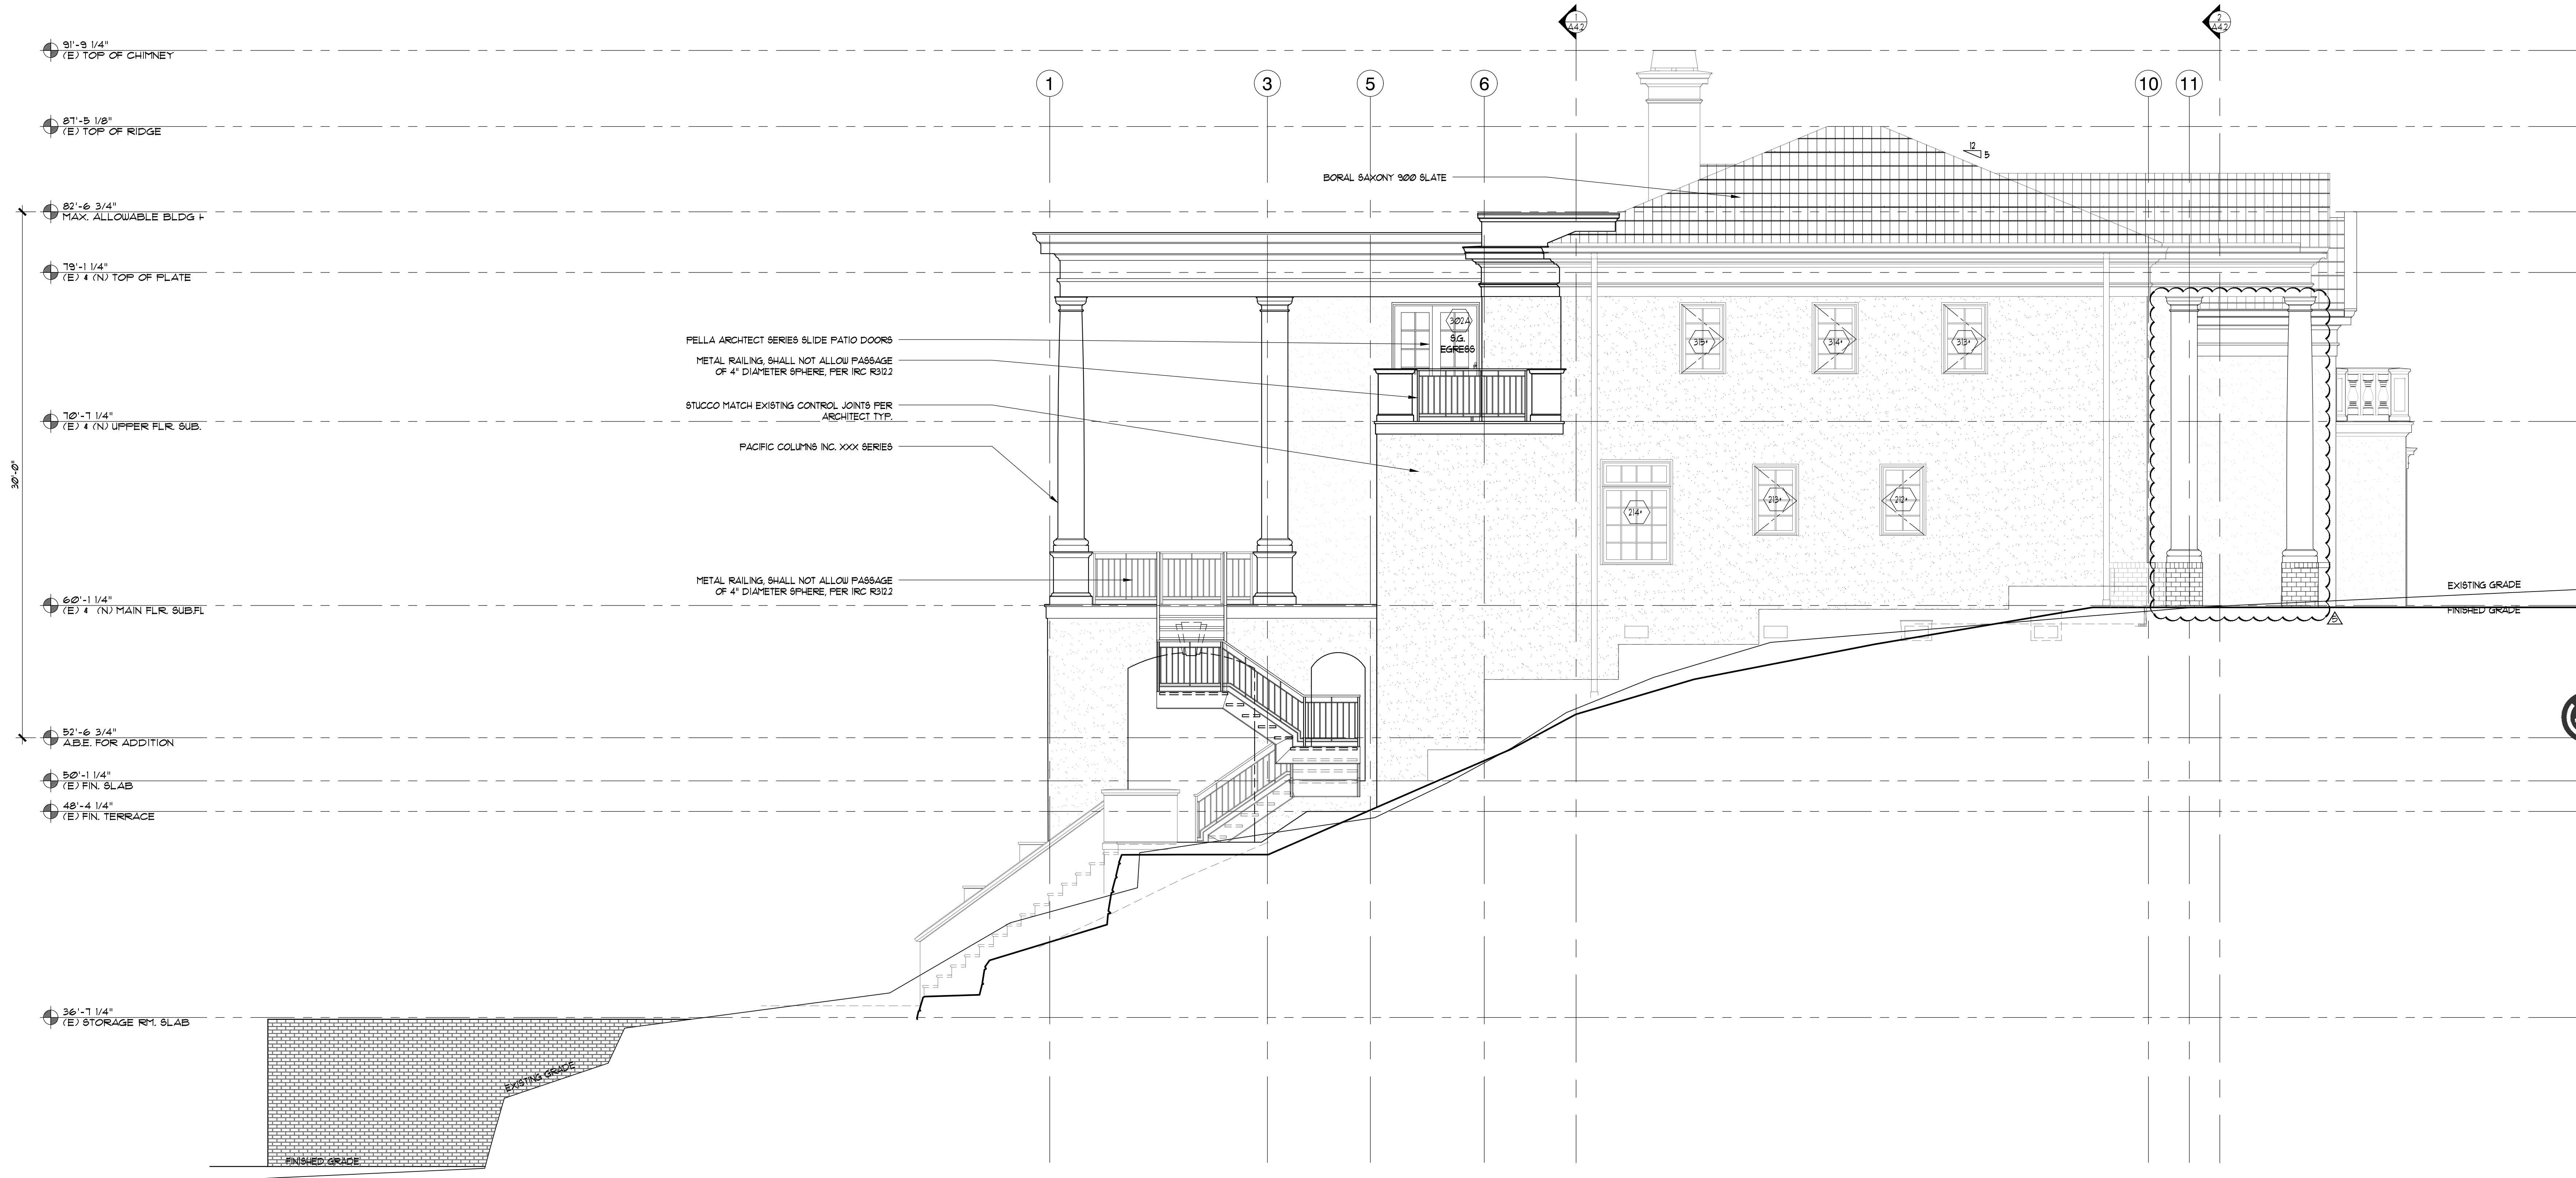 1
A4.2
2
A4.2
91'-9 1/4"
(E) TOP OF CHIMNEY
1
3
5
6
10
11
87'-5 1/8"
(E) TOP OF RIDGE
12
5
BORAL SAXONY 900 SLATE
82'-6 3/4"
MAX. ALLOWABLE BLDG H
79'-1 1/4"
(E) & (N) TOP OF PLATE
302A
S.G.
EGRESS
PELLA ARCHTECT SERIES SLIDE PATIO DOORS
315*
314*
313*
METAL RAILING, SHALL NOT ALLOW PASSAGE
OF 4" DIAMETER SPHERE, PER IRC R312.2
STUCCO MATCH EXISTING CONTROL JOINTS PER
ARCHITECT TYP.
70'-7 1/4"
(E) & (N) UPPER FLR. SUB.
PACIFIC COLUMNS INC. XXX SERIES
30'-0"
214*
213*
212*
METAL RAILING, SHALL NOT ALLOW PASSAGE
OF 4" DIAMETER SPHERE, PER IRC R312.2
EXISTING GRADE
60'-1 1/4"
(E) & (N) MAIN FLR. SUB.FL
FINISHED GRADE
52'-6 3/4"
A.B.E. FOR ADDITION
50'-1 1/4"
(E) FIN. SLAB
48'-4 1/4"
(E) FIN. TERRACE
36'-7 1/4"
(E) STORAGE RM. SLAB
EXISTING GRADE
FINISHED GRADE